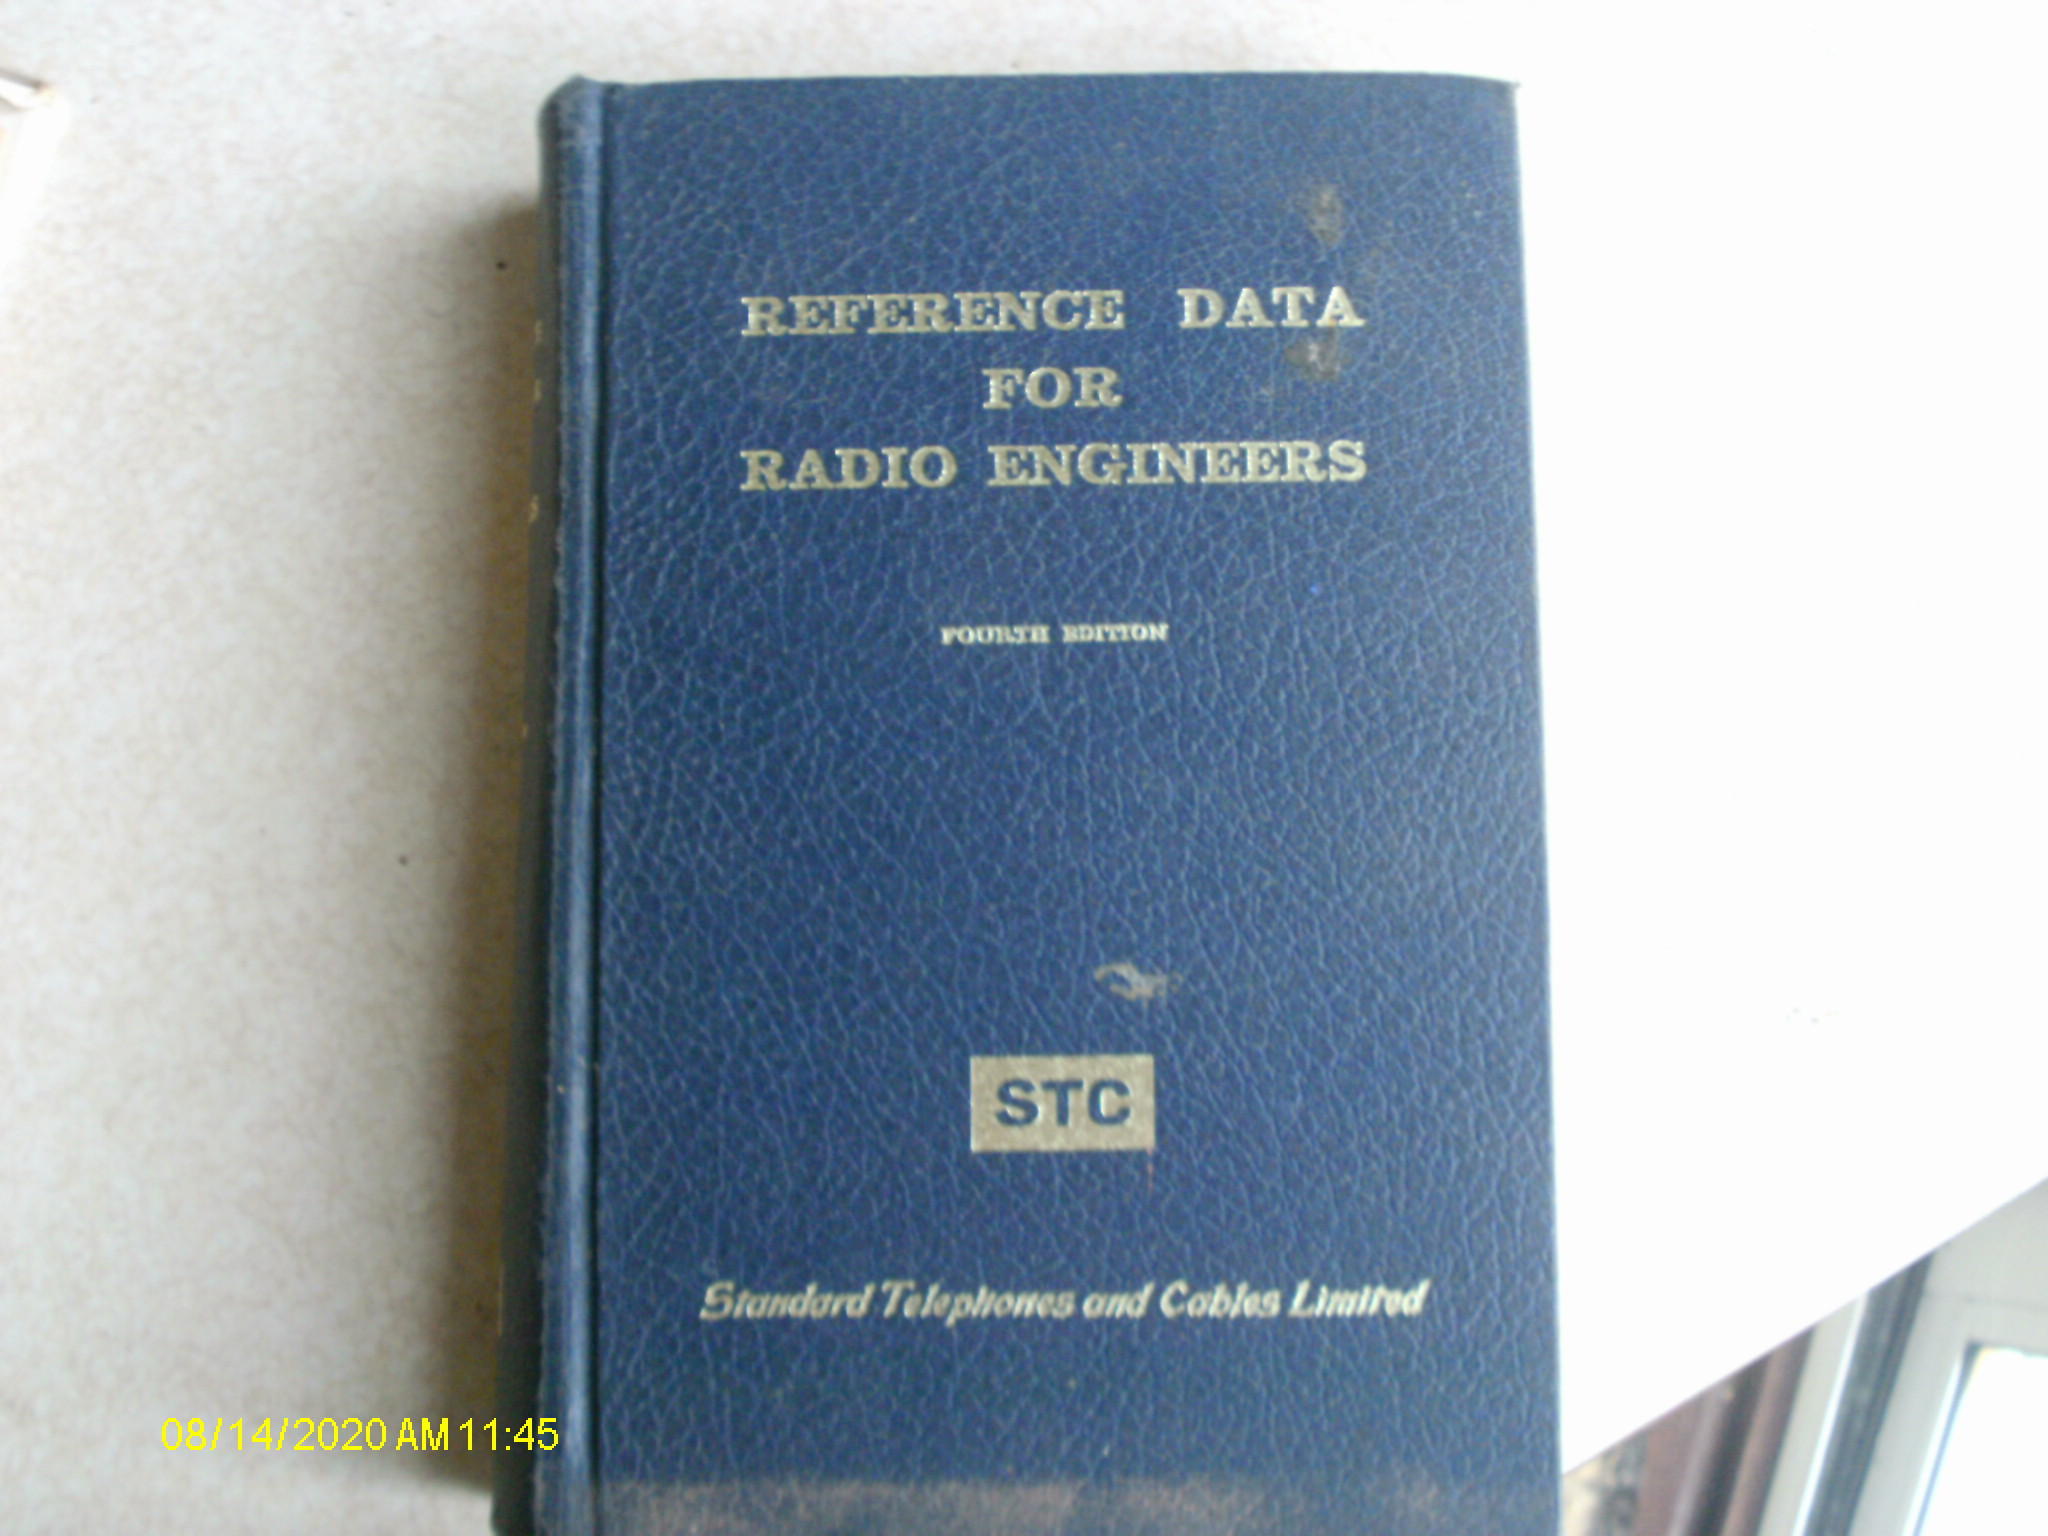 REFERENCE DATA
FOR
RADIO ENGINEERS
FOURTH EDITION
STC
Standard Telephones and Cables Limited
08/14/2020 AM 11:45